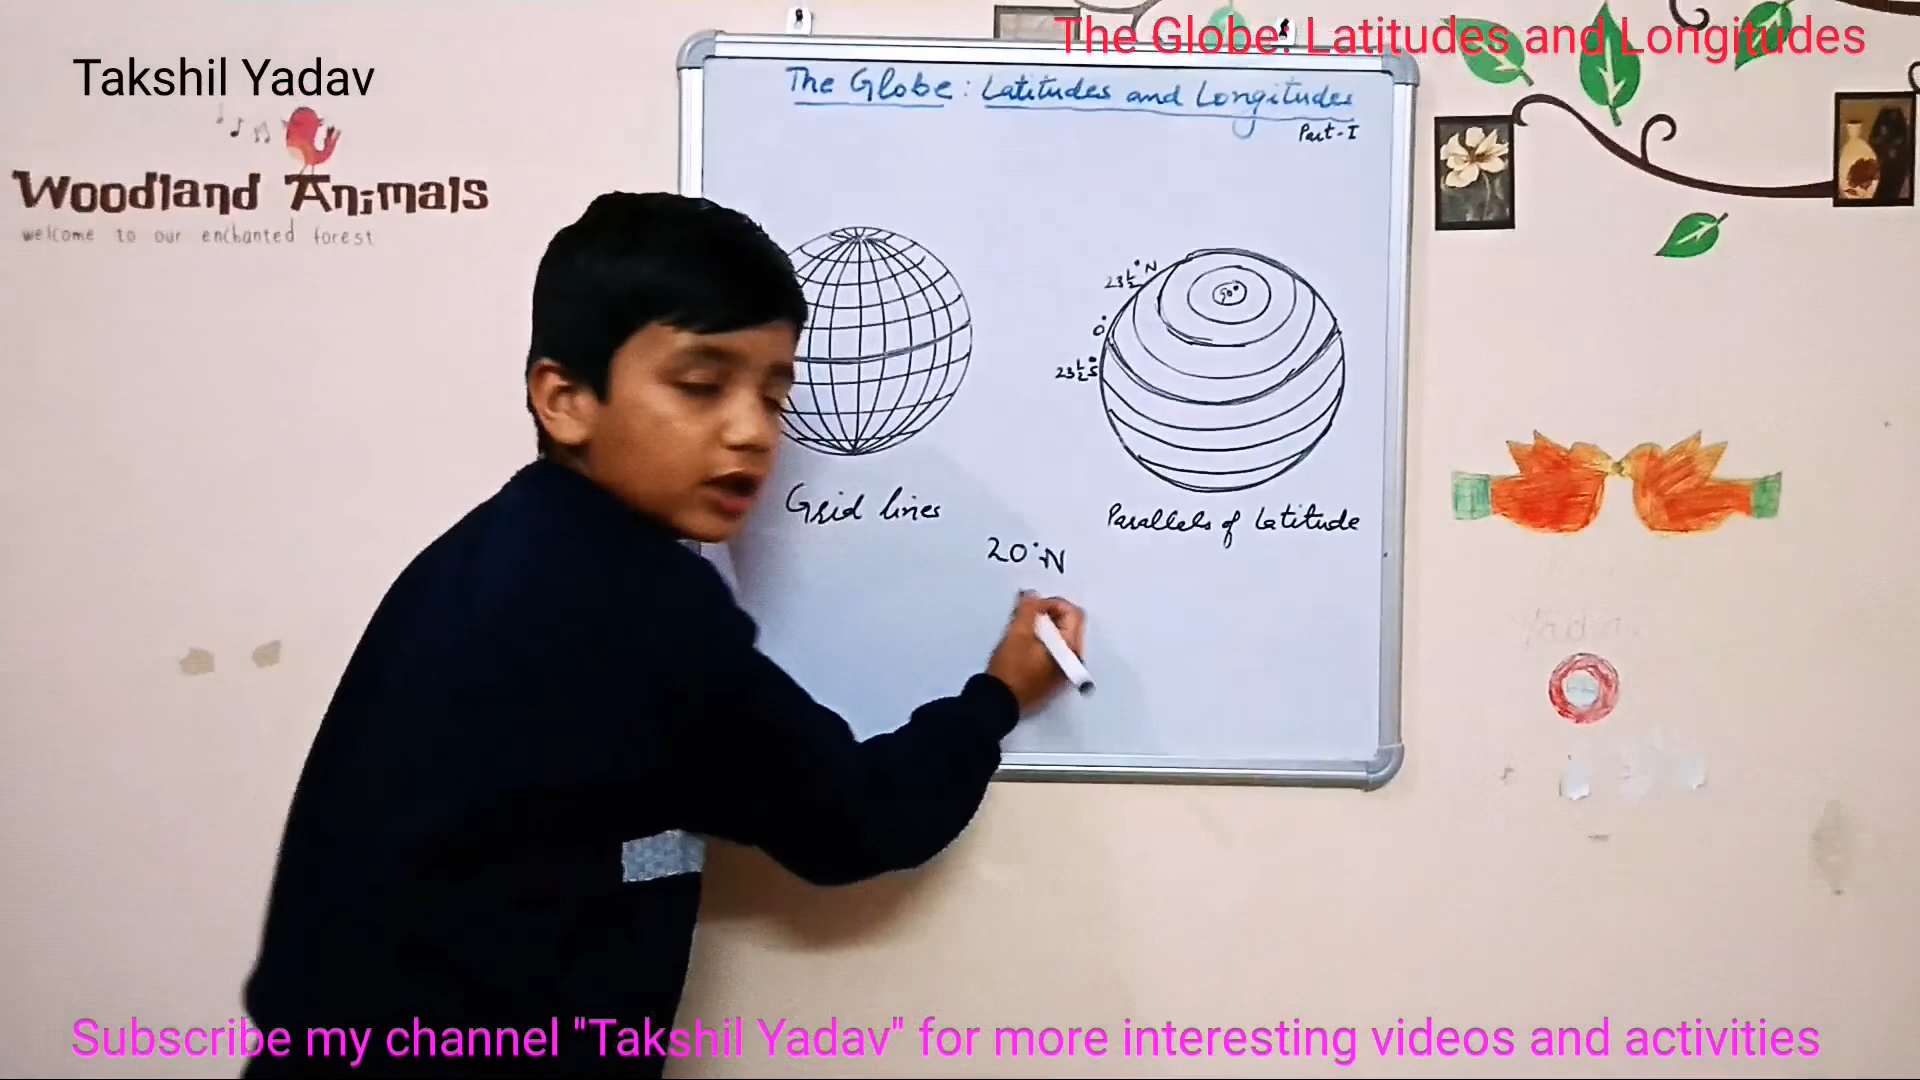 The Globe: Latitudes and Longitudes
Takshil Yadav
The Globe: Latitudes and Longitudes
Part-I
Woodland Animals
welcome to our enchanted forest
23½°N
90°
0°
23½°S
Grid lines
Parallels of Latitude
20°N
Subscribe my channel "Takshil Yadav" for more interesting videos and activities